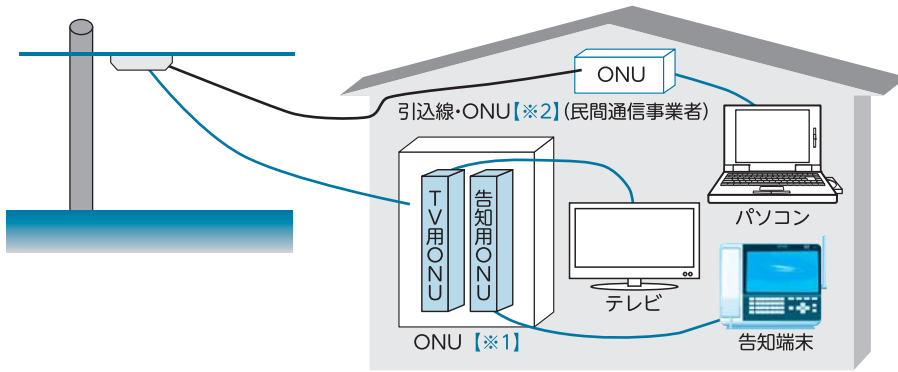 ONU
引込線・ONU【※2】（民間通信事業者）
パソコン
TV用ONU
告知用ONU
テレビ
ONU【※1】
告知端末